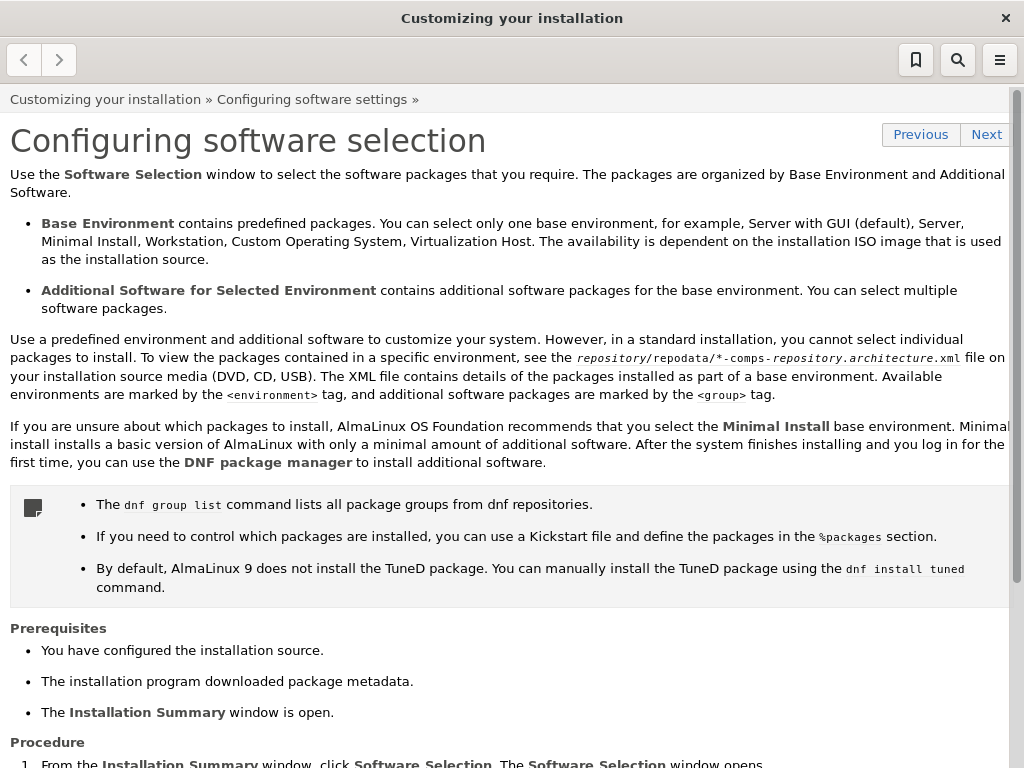 Customizing your installation
Customizing your installation » Configuring software settings »
Configuring software selection
Previous Next
Use the Software Selection window to select the software packages that you require. The packages are organized by Base Environment and Additional
Software.
• Base Environment contains predefined packages. You can select only one base environment, for example, Server with GUI (default), Server,
Minimal Install, Workstation, Custom Operating System, Virtualization Host. The availability is dependent on the installation ISO image that is used
as the installation source.
• Additional Software for Selected Environment contains additional software packages for the base environment. You can select multiple
software packages.
Use a predefined environment and additional software to customize your system. However, in a standard installation, you cannot select individual
packages to install. To view the packages contained in a specific environment, see the repository/repodata/*-comps-repository.architecture.xml file on
your installation source media (DVD, CD, USB). The XML file contains details of the packages installed as part of a base environment. Available
environments are marked by the <environment> tag, and additional software packages are marked by the <group> tag.
If you are unsure about which packages to install, AlmaLinux OS Foundation recommends that you select the Minimal Install base environment. Minimal
install installs a basic version of AlmaLinux with only a minimal amount of additional software. After the system finishes installing and you log in for the
first time, you can use the DNF package manager to install additional software.
• The dnf group list command lists all package groups from dnf repositories.
• If you need to control which packages are installed, you can use a Kickstart file and define the packages in the %packages section.
• By default, AlmaLinux 9 does not install the TuneD package. You can manually install the TuneD package using the dnf install tuned
command.
Prerequisites
• You have configured the installation source.
• The installation program downloaded package metadata.
• The Installation Summary window is open.
Procedure
1. From the Installation Summary window, click Software Selection. The Software Selection window opens.